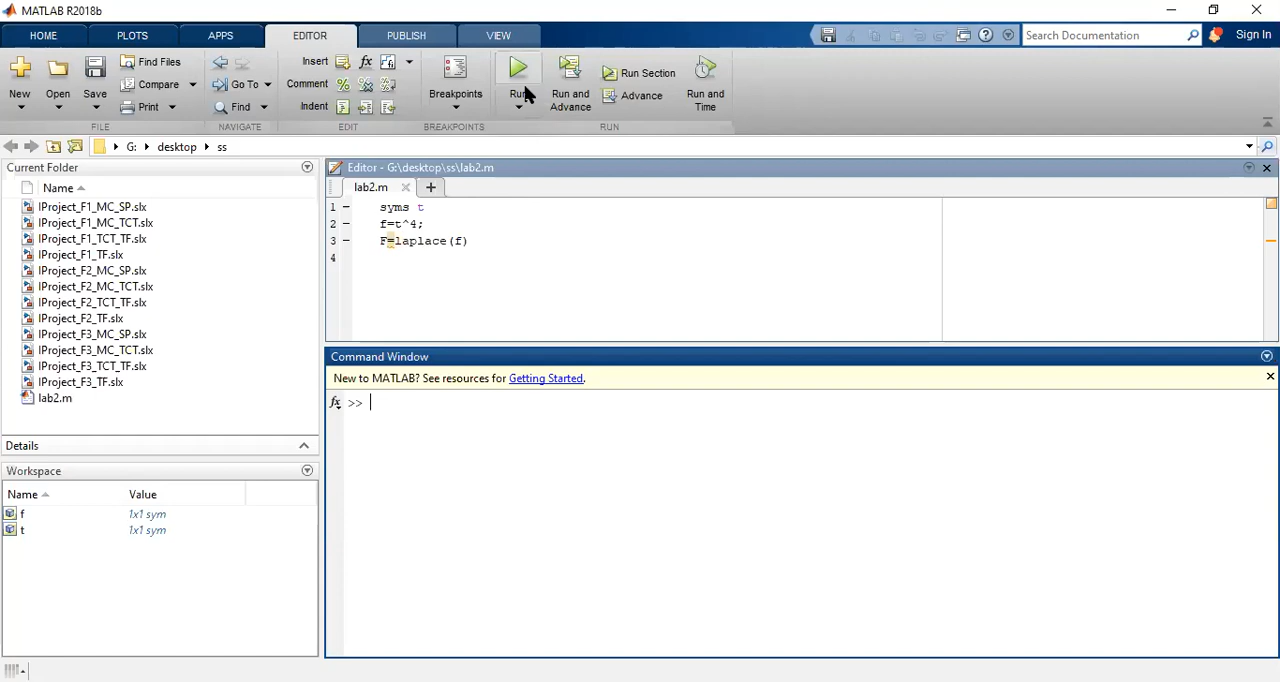 MATLAB R2018b
HOME PLOTS APPS EDITOR PUBLISH VIEW Search Documentation Sign In
New Open Save Find Files Compare Print
Go To Find
Insert fx
Comment %
Indent
Breakpoints Run Run and Advance Run Section Advance Run and Time
FILE NAVIGATE EDIT BREAKPOINTS RUN
G: desktop ss
Current Folder
Name
IProject_F1_MC_SP.slx
IProject_F1_MC_TCT.slx
IProject_F1_TCT_TF.slx
IProject_F1_TF.slx
IProject_F2_MC_SP.slx
IProject_F2_MC_TCT.slx
IProject_F2_TCT_TF.slx
IProject_F2_TF.slx
IProject_F3_MC_SP.slx
IProject_F3_MC_TCT.slx
IProject_F3_TCT_TF.slx
IProject_F3_TF.slx
lab2.m
Details
Workspace
Name Value
f 1x1 sym
t 1x1 sym
Editor - G:\desktop\ss\lab2.m
lab2.m
1 syms t
2 f=t^4;
3 F=laplace(f)
4
Command Window
New to MATLAB? See resources for Getting Started.
fx >>